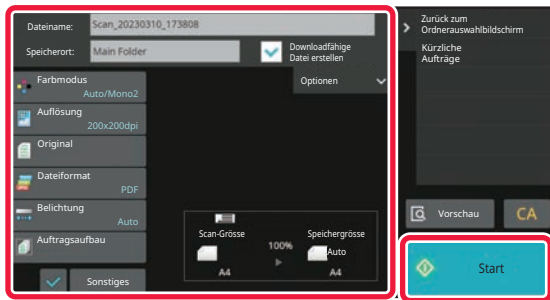 Dateiname:
Scan_20230310_173808
Speicherort:
Main Folder
Downloadfähige
Datei erstellen
Optionen
Farbmodus
Auto/Mono2
Auflösung
200x200dpi
Original
Dateiformat
PDF
Belichtung
Auto
Auftragsaufbau
Sonstiges
Scan-Grösse
A4
100%
Speichergrösse
Auto
A4
Zurück zum
Ordnerauswahlbildschirm
Kürzliche
Aufträge
Vorschau
CA
Start